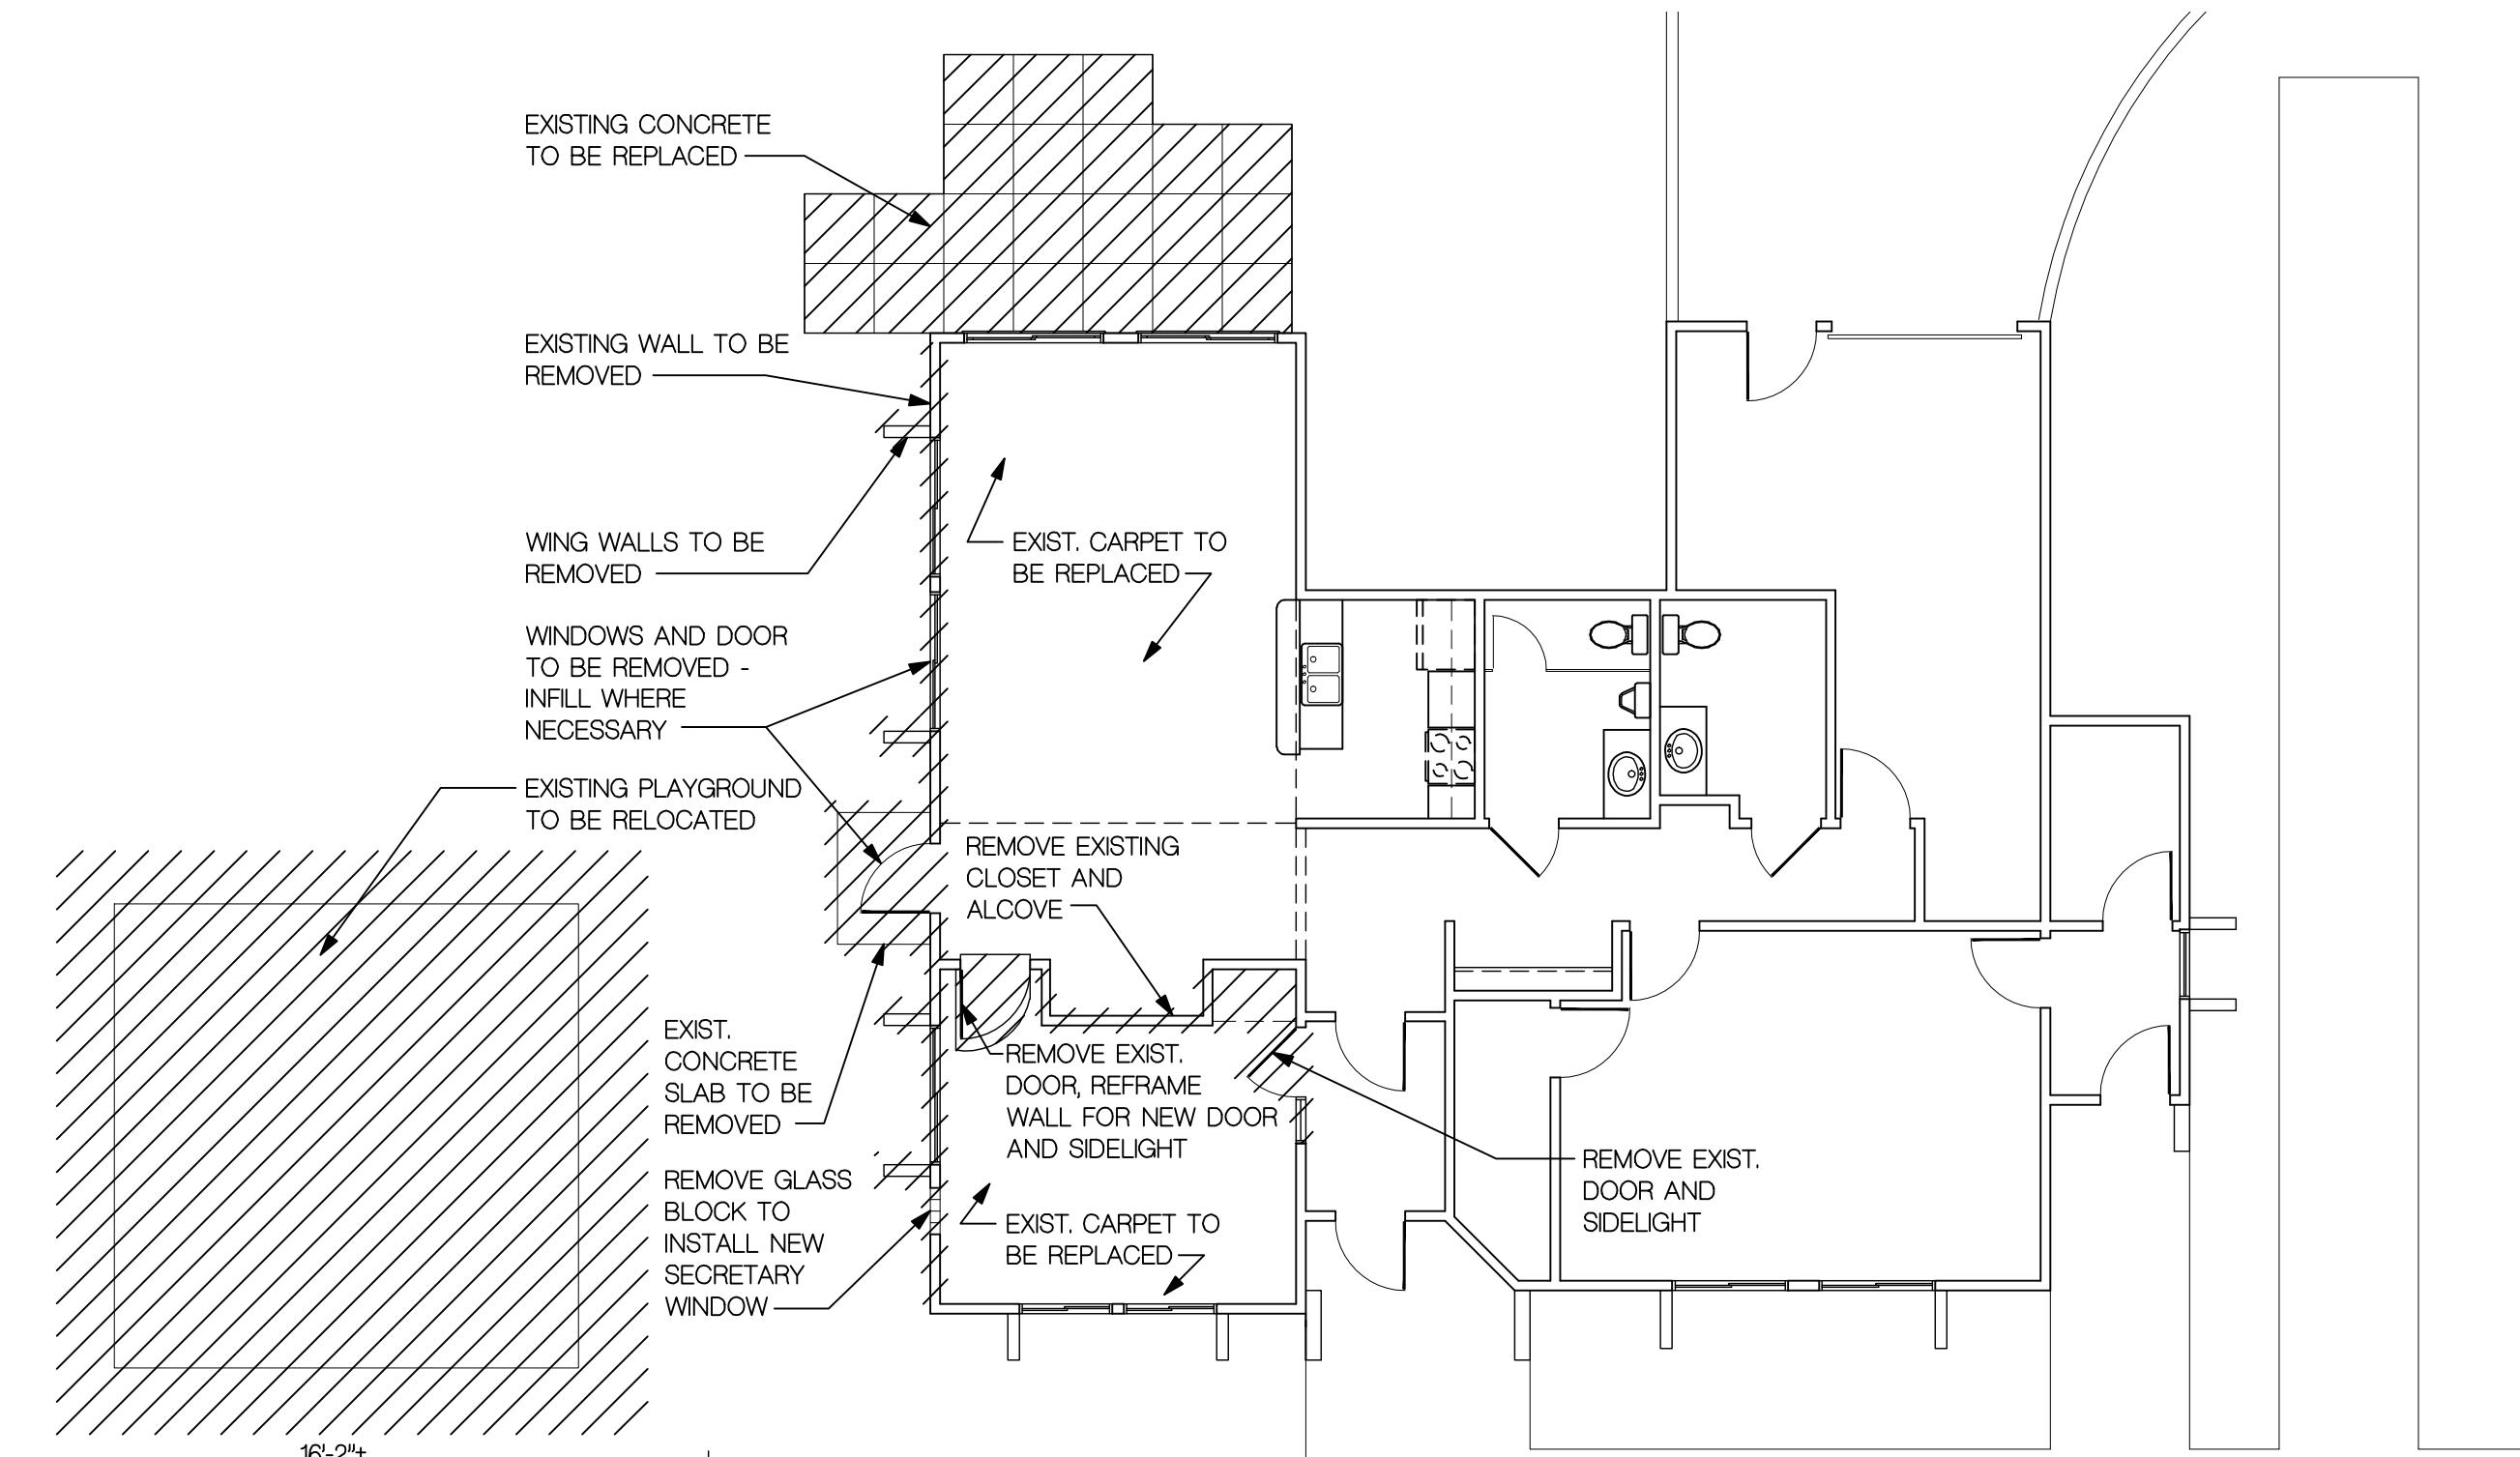 EXISTING CONCRETE
TO BE REPLACED
EXISTING WALL TO BE
REMOVED
WING WALLS TO BE
REMOVED
EXIST. CARPET TO
BE REPLACED
WINDOWS AND DOOR
TO BE REMOVED -
INFILL WHERE
NECESSARY
EXISTING PLAYGROUND
TO BE RELOCATED
REMOVE EXISTING
CLOSET AND
ALCOVE
EXIST.
CONCRETE
SLAB TO BE
REMOVED
REMOVE EXIST.
DOOR, REFRAME
WALL FOR NEW DOOR
AND SIDELIGHT
REMOVE EXIST.
DOOR AND
SIDELIGHT
REMOVE GLASS
BLOCK TO
INSTALL NEW
SECRETARY
WINDOW
EXIST. CARPET TO
BE REPLACED
16'-2"±